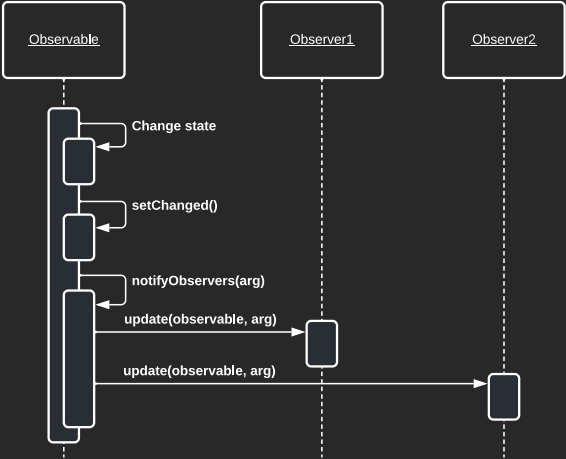 Observable
Observer1
Observer2
Change state
setChanged()
notifyObservers(arg)
update(observable, arg)
update(observable, arg)